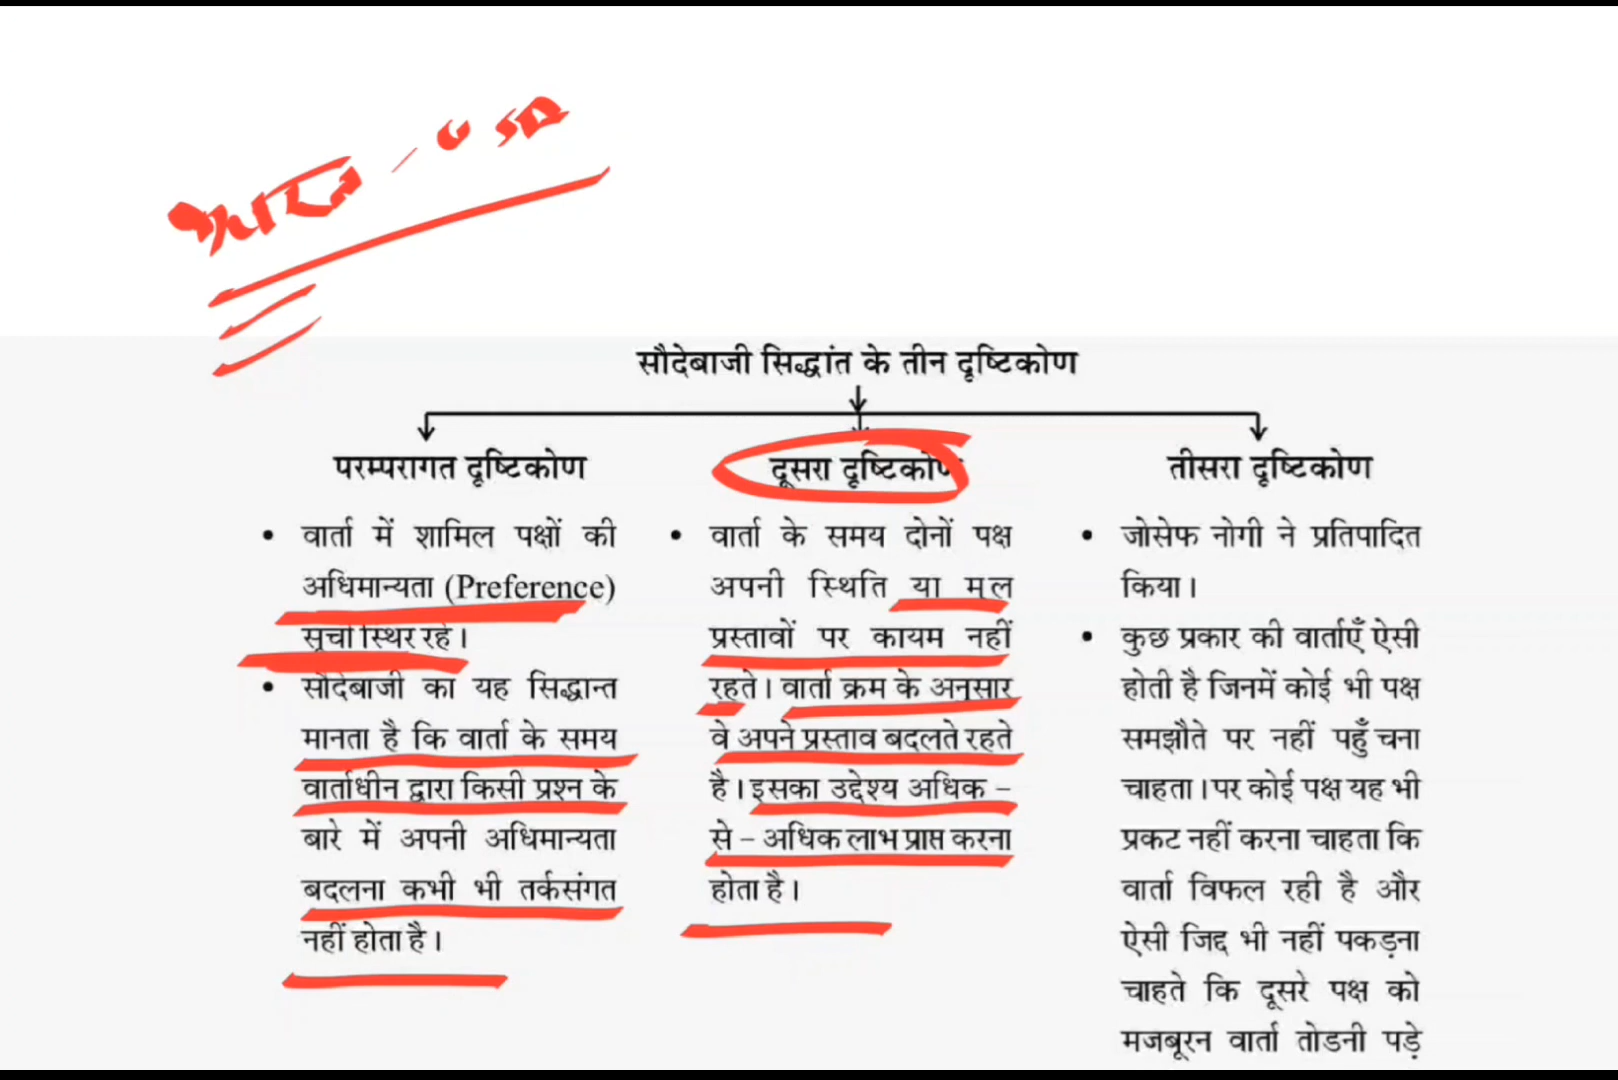 भारत - USA
सौदेबाजी सिद्धांत के तीन दृष्टिकोण
परम्परागत दृष्टिकोण
• वार्ता में शामिल पक्षों की
अधिमान्यता (Preference)
सूची स्थिर रहे।
• सौदेबाजी का यह सिद्धान्त
मानता है कि वार्ता के समय
वार्ताधीन द्वारा किसी प्रश्न के
बारे में अपनी अधिमान्यता
बदलना कभी भी तर्कसंगत
नहीं होता है।
दूसरा दृष्टिकोण
• वार्ता के समय दोनों पक्ष
अपनी स्थिति या मूल
प्रस्तावों पर कायम नहीं
रहते। वार्ता क्रम के अनुसार
वे अपने प्रस्ताव बदलते रहते
है। इसका उद्देश्य अधिक –
से – अधिक लाभ प्राप्त करना
होता है।
तीसरा दृष्टिकोण
• जोसेफ नोगी ने प्रतिपादित
किया।
• कुछ प्रकार की वार्ताएँ ऐसी
होती है जिनमें कोई भी पक्ष
समझौते पर नहीं पहुँ चना
चाहता। पर कोई पक्ष यह भी
प्रकट नहीं करना चाहता कि
वार्ता विफल रही है और
ऐसी जिद्द भी नहीं पकड़ना
चाहते कि दूसरे पक्ष को
मजबूरन वार्ता तोडनी पड़े